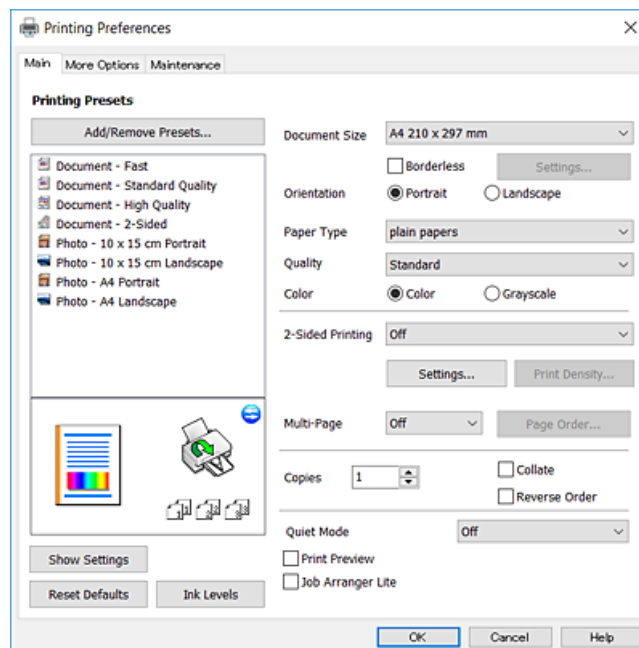 Printing Preferences
Main More Options Maintenance
Printing Presets
Add/Remove Presets...
Document - Fast
Document - Standard Quality
Document - High Quality
Document - 2-Sided
Photo - 10 x 15 cm Portrait
Photo - 10 x 15 cm Landscape
Photo - A4 Portrait
Photo - A4 Landscape
Show Settings
Reset Defaults Ink Levels
Document Size A4 210 x 297 mm
Borderless Settings...
Orientation Portrait Landscape
Paper Type plain papers
Quality Standard
Color Color Grayscale
2-Sided Printing Off
Settings... Print Density...
Multi-Page Off Page Order...
Copies 1 Collate
Reverse Order
Quiet Mode Off
Print Preview
Job Arranger Lite
OK Cancel Help